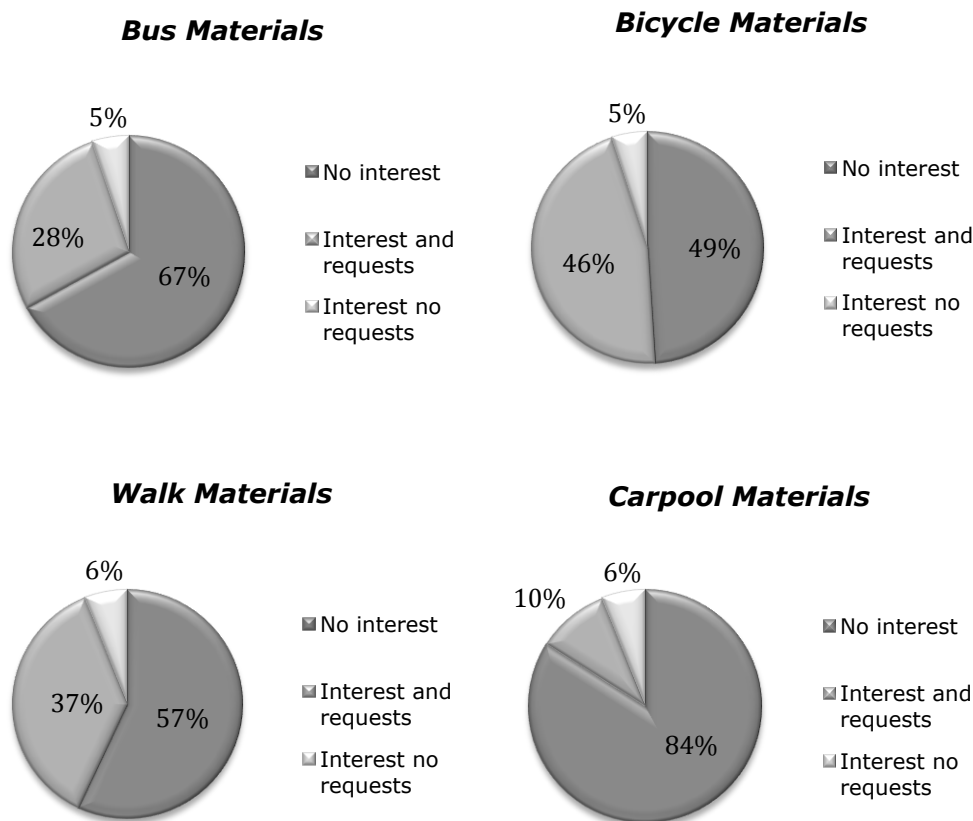 Bus Materials
5%
28%
67%
No interest
Interest and
requests
Interest no
requests
Bicycle Materials
5%
46%
49%
No interest
Interest and
requests
Interest no
requests
Walk Materials
6%
37%
57%
No interest
Interest and
requests
Interest no
requests
Carpool Materials
6%
10%
84%
No interest
Interest and
requests
Interest no
requests